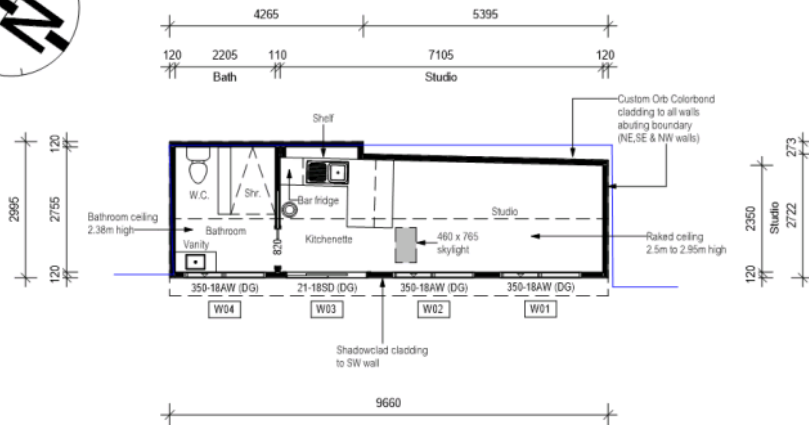 N
4265 5395
120 2205 110 7105 120
Bath Studio
Custom Orb Colorbond
cladding to all walls
abuting boundary
(NE,SE & NW walls)
Shelf
2995
120
2755
120
W.C.
Shr.
Bar fridge
Bathroom ceiling
2.38m high
Bathroom
Vanity
820
Kitchenette
Studio
460 x 765
skylight
Raked ceiling
2.5m to 2.95m high
2350
120
Studio
273
2722
350-18AW (DG) 21-18SD (DG) 350-18AW (DG) 350-18AW (DG)
W04 W03 W02 W01
Shadowclad cladding
to SW wall
9660